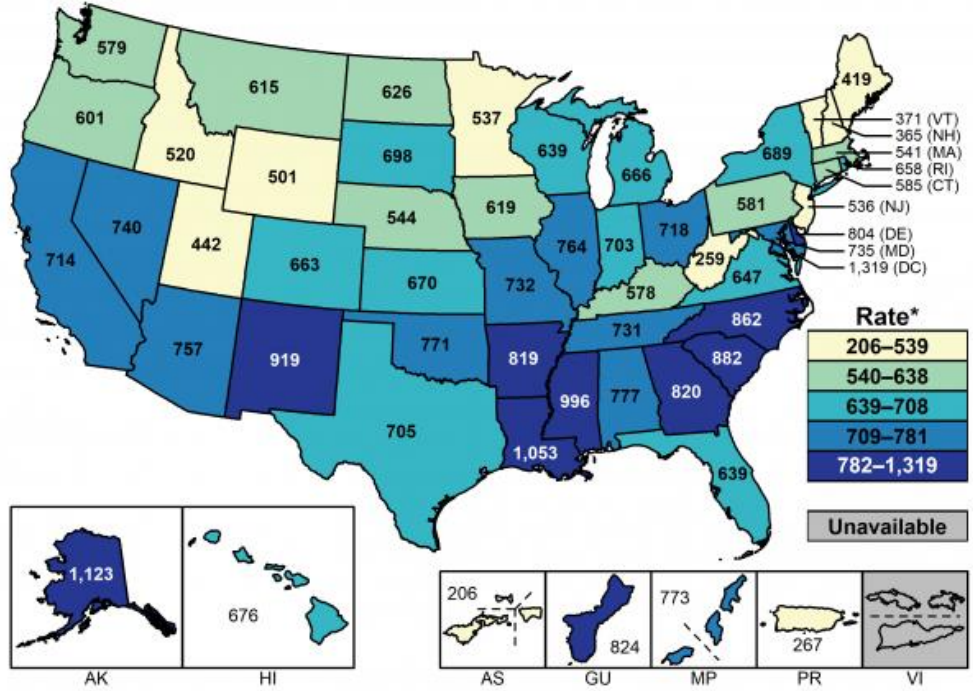 579
615
626
537
419
371 (VT)
365 (NH)
601
541 (MA)
520
698
639
666
689
658 (RI)
501
585 (CT)
544
619
581
536 (NJ)
740
442
764
703
718
804 (DE)
714
663
259
735 (MD)
670
732
647
1,319 (DC)
578
862
Rate*
757
919
771
731
206–539
819
882
540–638
996
777
820
639–708
705
709–781
1,053
639
782–1,319
Unavailable
1,123
676
206
824
773
267
AK
HI
AS
GU
MP
PR
VI